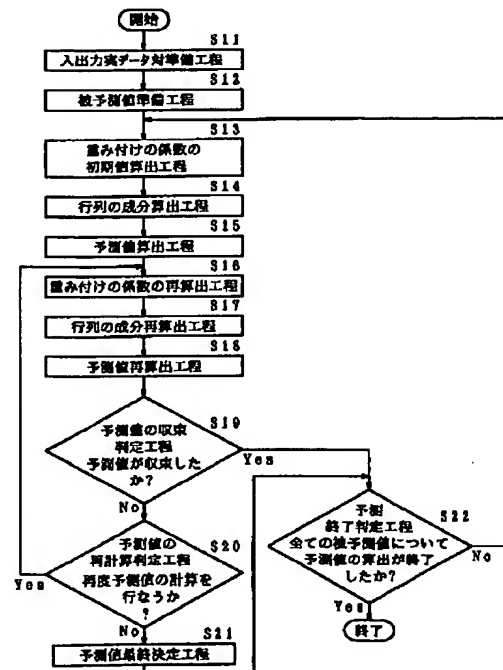 開始
S11
入出力実データ対準備工程
S12
被予測値準備工程
S13
重み付けの係数の
初期値算出工程
S14
行列の成分算出工程
S15
予測値算出工程
S16
重み付けの係数の再算出工程
S17
行列の成分再算出工程
S18
予測値再算出工程
S19
予測値の収束
判定工程
予測値が収束した
か?
Yes
No
S20
予測値の
再計算判定工程
再度予測値の計算を
行なうか
?
Yes
No
S21
予測値最終決定工程
S22
予測
終了判定工程
全ての被予測値について
予測値の算出が終了
したか?
No
Yes
終了